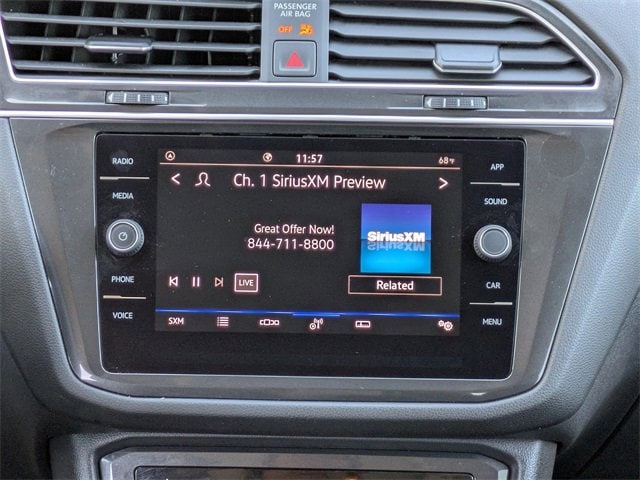 PASSENGER
AIR BAG
OFF
RADIO
MEDIA
PHONE
VOICE
11:57
68°F
Ch. 1 SiriusXM Preview
Great Offer Now!
844-711-8800
SiriusXM
LIVE
Related
SXM
APP
SOUND
CAR
MENU